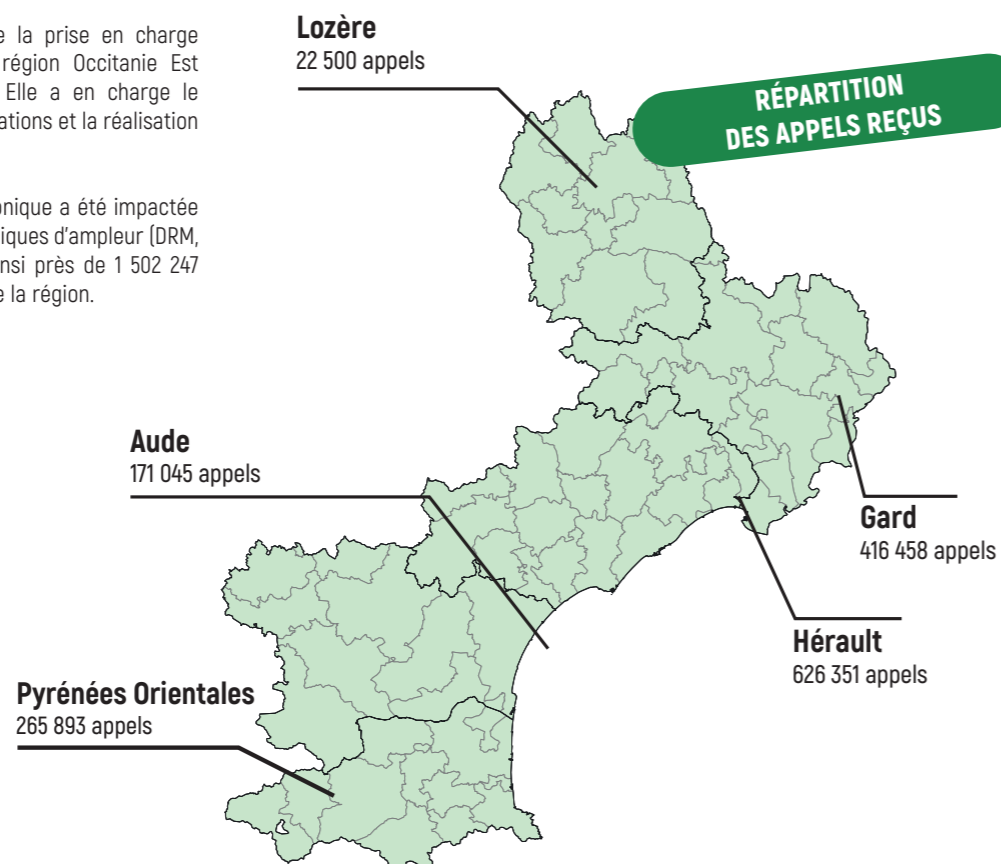 e la prise en charge
région Occitanie Est
Elle a en charge le
ations et la réalisation
onique a été impactée
iques d'ampleur (DRM,
nsi près de 1 502 247
e la région.
Lozère
22 500 appels
RÉPARTITION
DES APPELS REÇUS
Aude
171 045 appels
Gard
416 458 appels
Hérault
626 351 appels
Pyrénées Orientales
265 893 appels